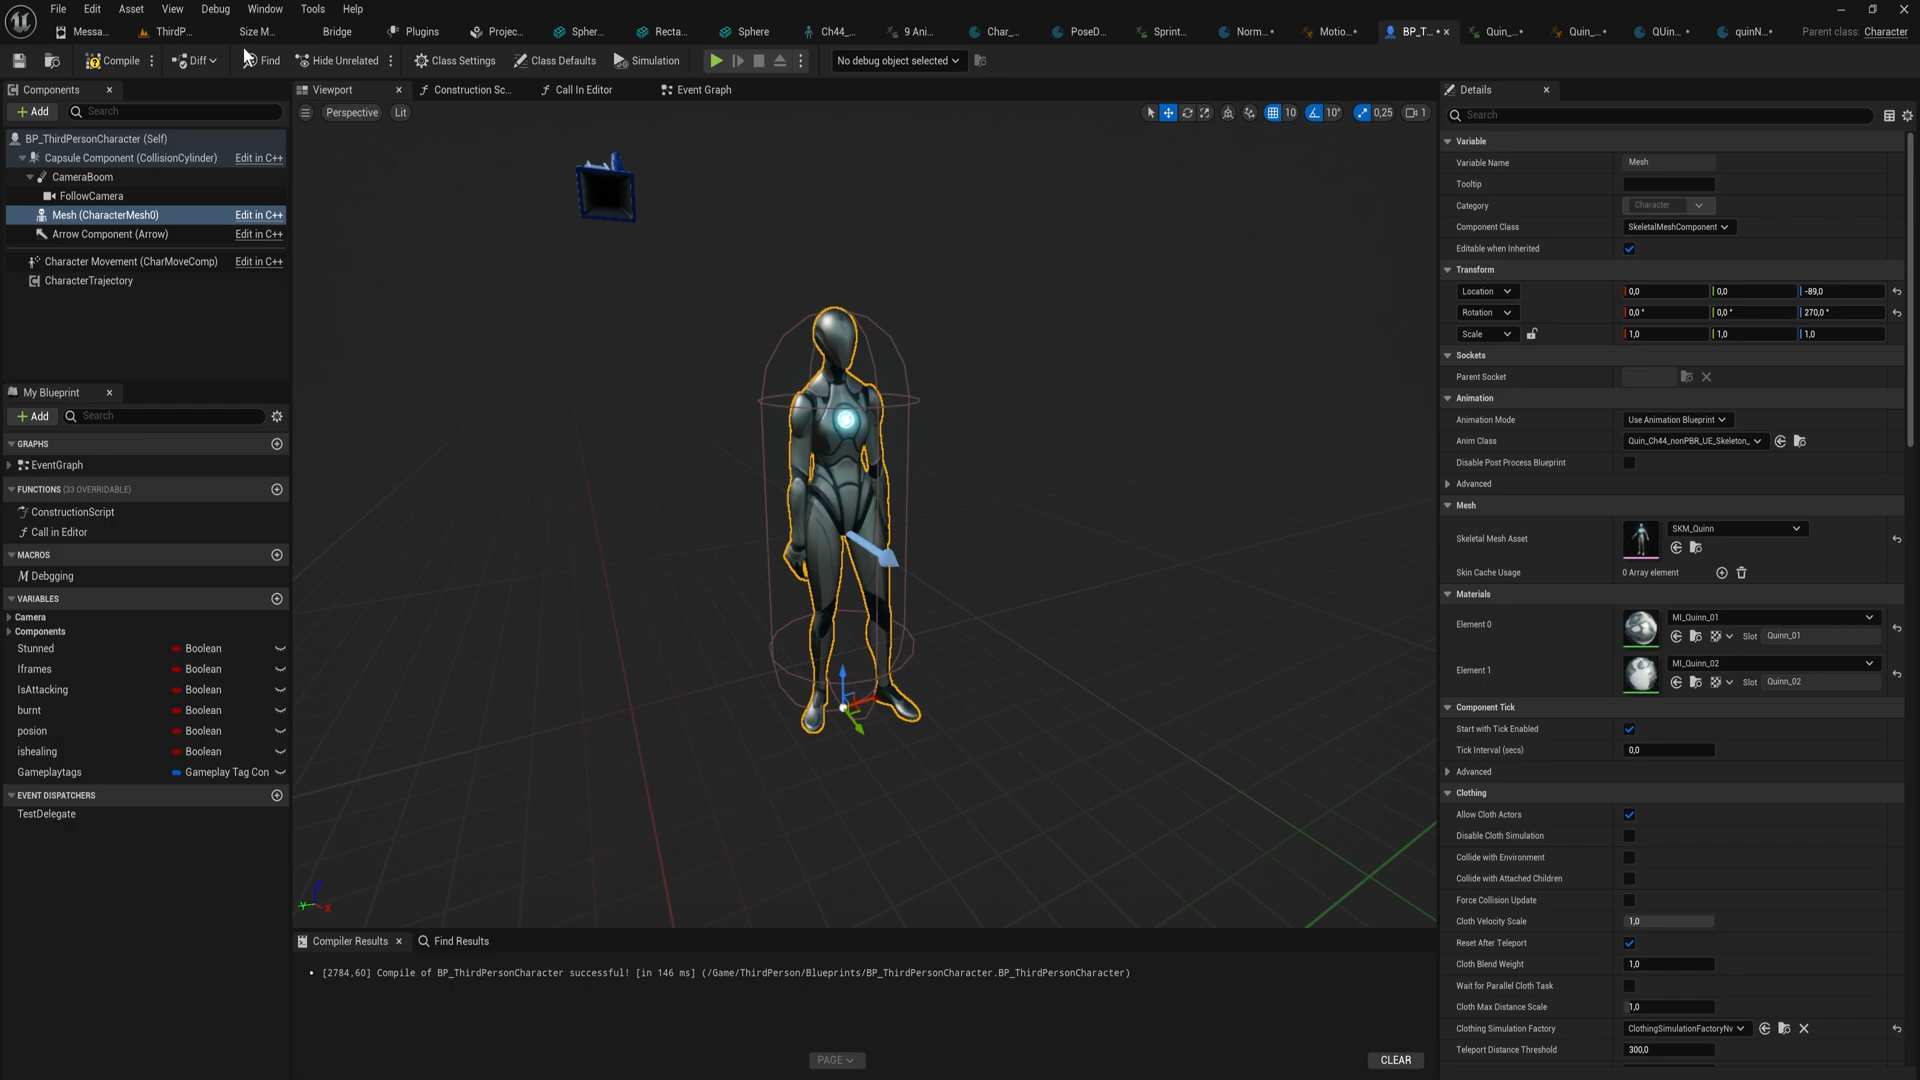 File Edit Asset View Debug Window Tools Help
Messa... ThirdP... Size M... Bridge Plugins Projec... Spher... Recta... Sphere Ch44_... 9 Ani... Char_... PoseD... Sprint... Norm...* Motio...* BP_T...* Quin_...* Quin_...* QUin...* quinN...* Parent class: Character
Compile Diff Find Hide Unrelated Class Settings Class Defaults Simulation No debug object selected
Components
Add Search
BP_ThirdPersonCharacter (Self)
Capsule Component (CollisionCylinder) Edit in C++
CameraBoom
FollowCamera
Mesh (CharacterMesh0) Edit in C++
Arrow Component (Arrow) Edit in C++
Character Movement (CharMoveComp) Edit in C++
CharacterTrajectory
My Blueprint
Add Search
GRAPHS
EventGraph
FUNCTIONS (33 OVERRIDABLE)
ConstructionScript
Call in Editor
MACROS
Debgging
VARIABLES
Camera
Components
Stunned Boolean
Iframes Boolean
IsAttacking Boolean
burnt Boolean
posion Boolean
ishealing Boolean
Gameplaytags Gameplay Tag Con
EVENT DISPATCHERS
TestDelegate
Viewport Construction Sc... Call In Editor Event Graph
Perspective Lit 10 10° 0,25 1
Compiler Results Find Results
[2784,60] Compile of BP_ThirdPersonCharacter successful! [in 146 ms] (/Game/ThirdPerson/Blueprints/BP_ThirdPersonCharacter.BP_ThirdPersonCharacter)
PAGE CLEAR
Details
Search
Variable
Variable Name Mesh
Tooltip
Category Character
Component Class SkeletalMeshComponent
Editable when Inherited
Transform
Location 0,0 0,0 -89,0
Rotation 0,0 ° 0,0 ° 270,0 °
Scale 1,0 1,0 1,0
Sockets
Parent Socket
Animation
Animation Mode Use Animation Blueprint
Anim Class Quin_Ch44_nonPBR_UE_Skeleton_
Disable Post Process Blueprint
Advanced
Mesh
Skeletal Mesh Asset SKM_Quinn
Skin Cache Usage 0 Array element
Materials
Element 0 MI_Quinn_01
Slot Quinn_01
Element 1 MI_Quinn_02
Slot Quinn_02
Component Tick
Start with Tick Enabled
Tick Interval (secs) 0,0
Advanced
Clothing
Allow Cloth Actors
Disable Cloth Simulation
Collide with Environment
Collide with Attached Children
Force Collision Update
Cloth Velocity Scale 1,0
Reset After Teleport
Cloth Blend Weight 1,0
Wait for Parallel Cloth Task
Cloth Max Distance Scale 1,0
Clothing Simulation Factory ClothingSimulationFactoryNv
Teleport Distance Threshold 300,0